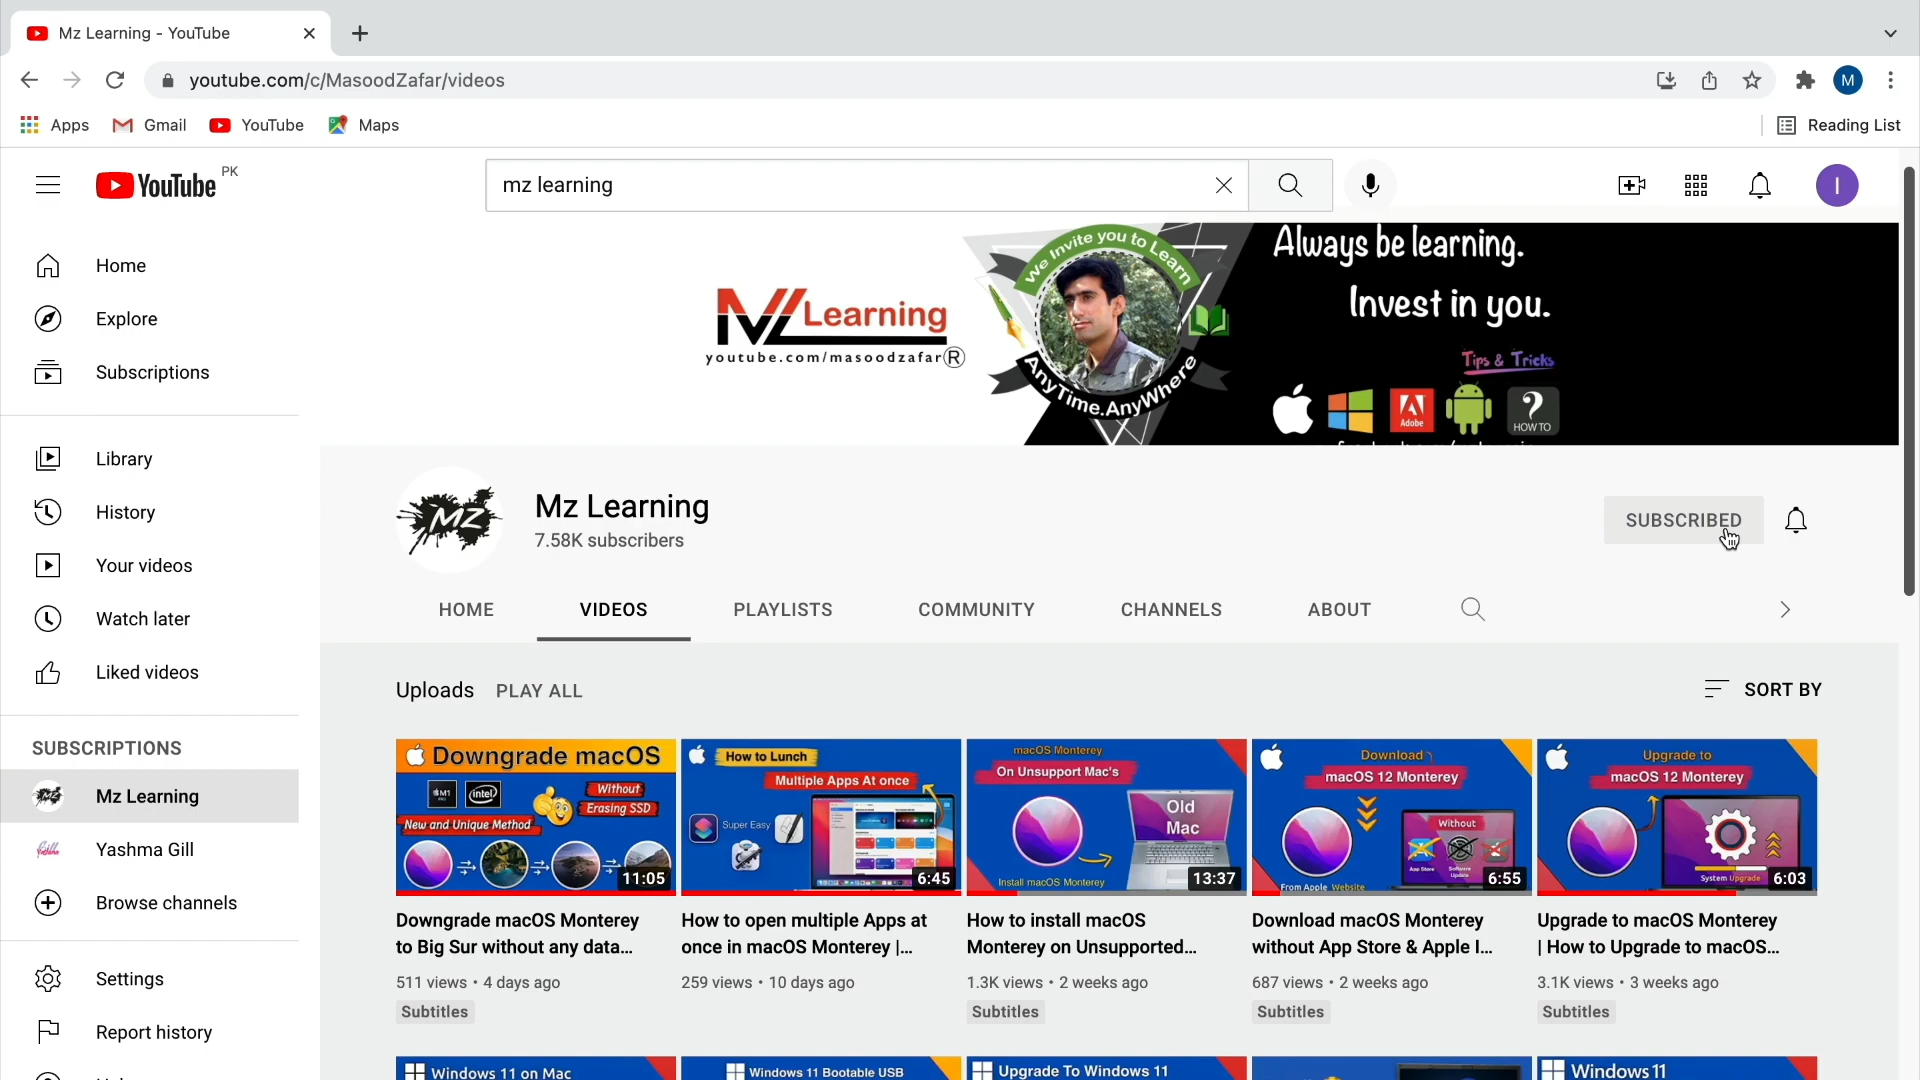 Mz Learning - YouTube
youtube.com/c/MasoodZafar/videos
M
Apps
Gmail
YouTube
Maps
Reading List
YouTube PK
mz learning
I
Home
Explore
Subscriptions
Library
History
Your videos
Watch later
Liked videos
SUBSCRIPTIONS
Mz Learning
Yashma Gill
Browse channels
Settings
Report history
MZ Learning
youtube.com/masoodzafar®
We Invite you to Learn
AnyTime.AnyWhere
Always be learning.
Invest in you.
Tips & Tricks
Adobe
?
HOW TO
MZ
Mz Learning
7.58K subscribers
SUBSCRIBED
HOME
VIDEOS
PLAYLISTS
COMMUNITY
CHANNELS
ABOUT
Uploads
PLAY ALL
SORT BY
Downgrade macOS
M1
intel
Without
Erasing SSD
New and Unique Method
11:05
Downgrade macOS Monterey
to Big Sur without any data...
511 views • 4 days ago
Subtitles
How to Lunch
Multiple Apps At once
Super Easy
6:45
How to open multiple Apps at
once in macOS Monterey |...
259 views • 10 days ago
macOS Monterey
On Unsupport Mac's
Old
Mac
Install macOS Monterey
13:37
How to install macOS
Monterey on Unsupported...
1.3K views • 2 weeks ago
Subtitles
Download
macOS 12 Monterey
Without
App Store
Software
Update
From Apple Website
6:55
Download macOS Monterey
without App Store & Apple I...
687 views • 2 weeks ago
Subtitles
Upgrade to
macOS 12 Monterey
System Upgrade
6:03
Upgrade to macOS Monterey
| How to Upgrade to macOS...
3.1K views • 3 weeks ago
Subtitles
Windows 11 on Mac
Windows 11 Bootable USB
Upgrade To Windows 11
Windows 11